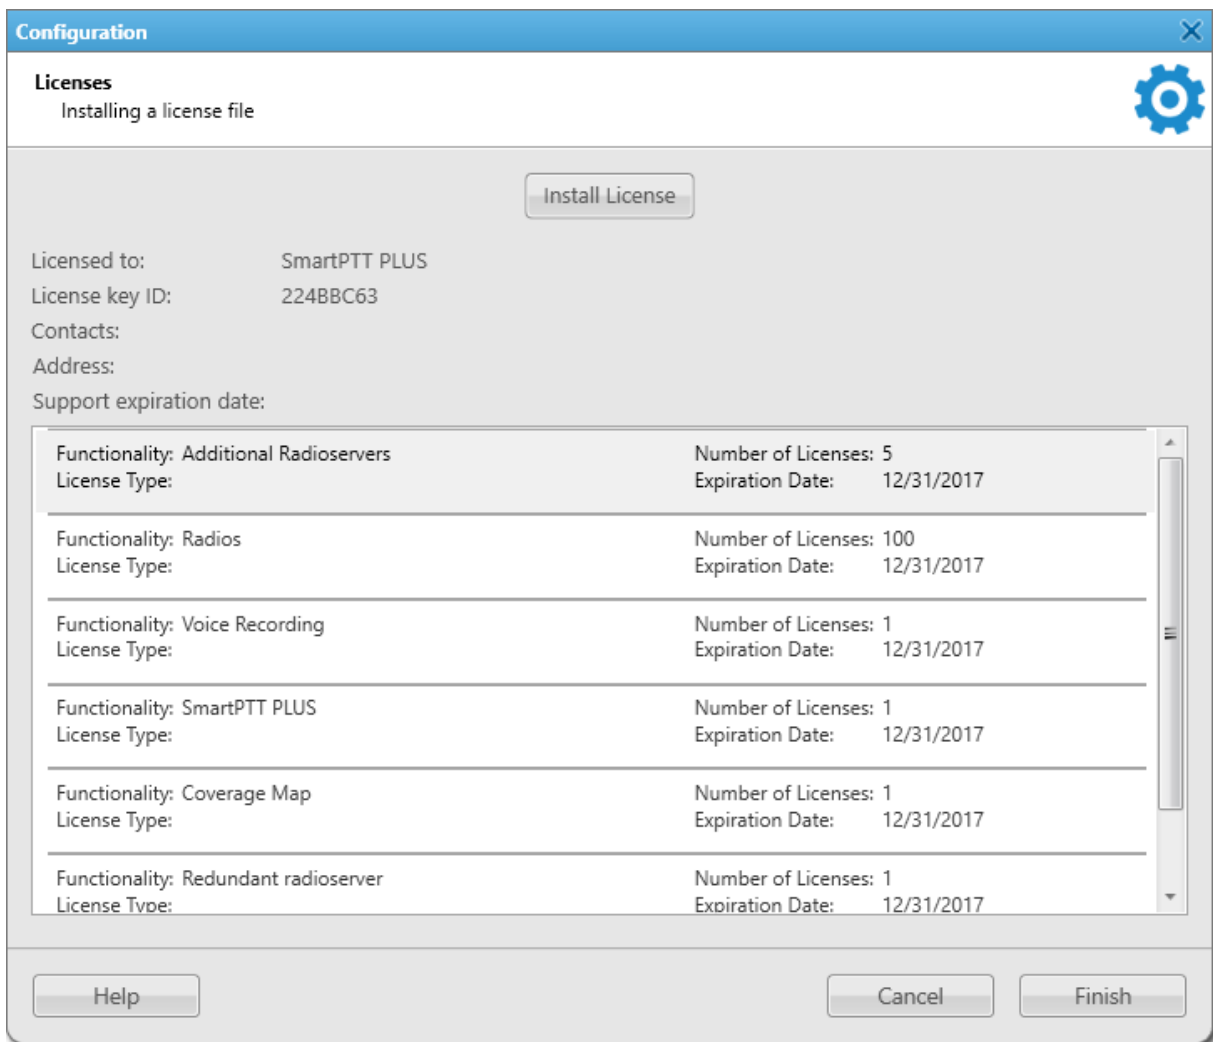 Configuration
Licenses
Installing a license file
Install License
Licensed to: SmartPTT PLUS
License key ID: 224BBC63
Contacts:
Address:
Support expiration date:
Functionality: Additional Radioservers Number of Licenses: 5
License Type: Expiration Date: 12/31/2017
Functionality: Radios Number of Licenses: 100
License Type: Expiration Date: 12/31/2017
Functionality: Voice Recording Number of Licenses: 1
License Type: Expiration Date: 12/31/2017
Functionality: SmartPTT PLUS Number of Licenses: 1
License Type: Expiration Date: 12/31/2017
Functionality: Coverage Map Number of Licenses: 1
License Type: Expiration Date: 12/31/2017
Functionality: Redundant radioserver Number of Licenses: 1
License Type: Expiration Date: 12/31/2017
Help Cancel Finish